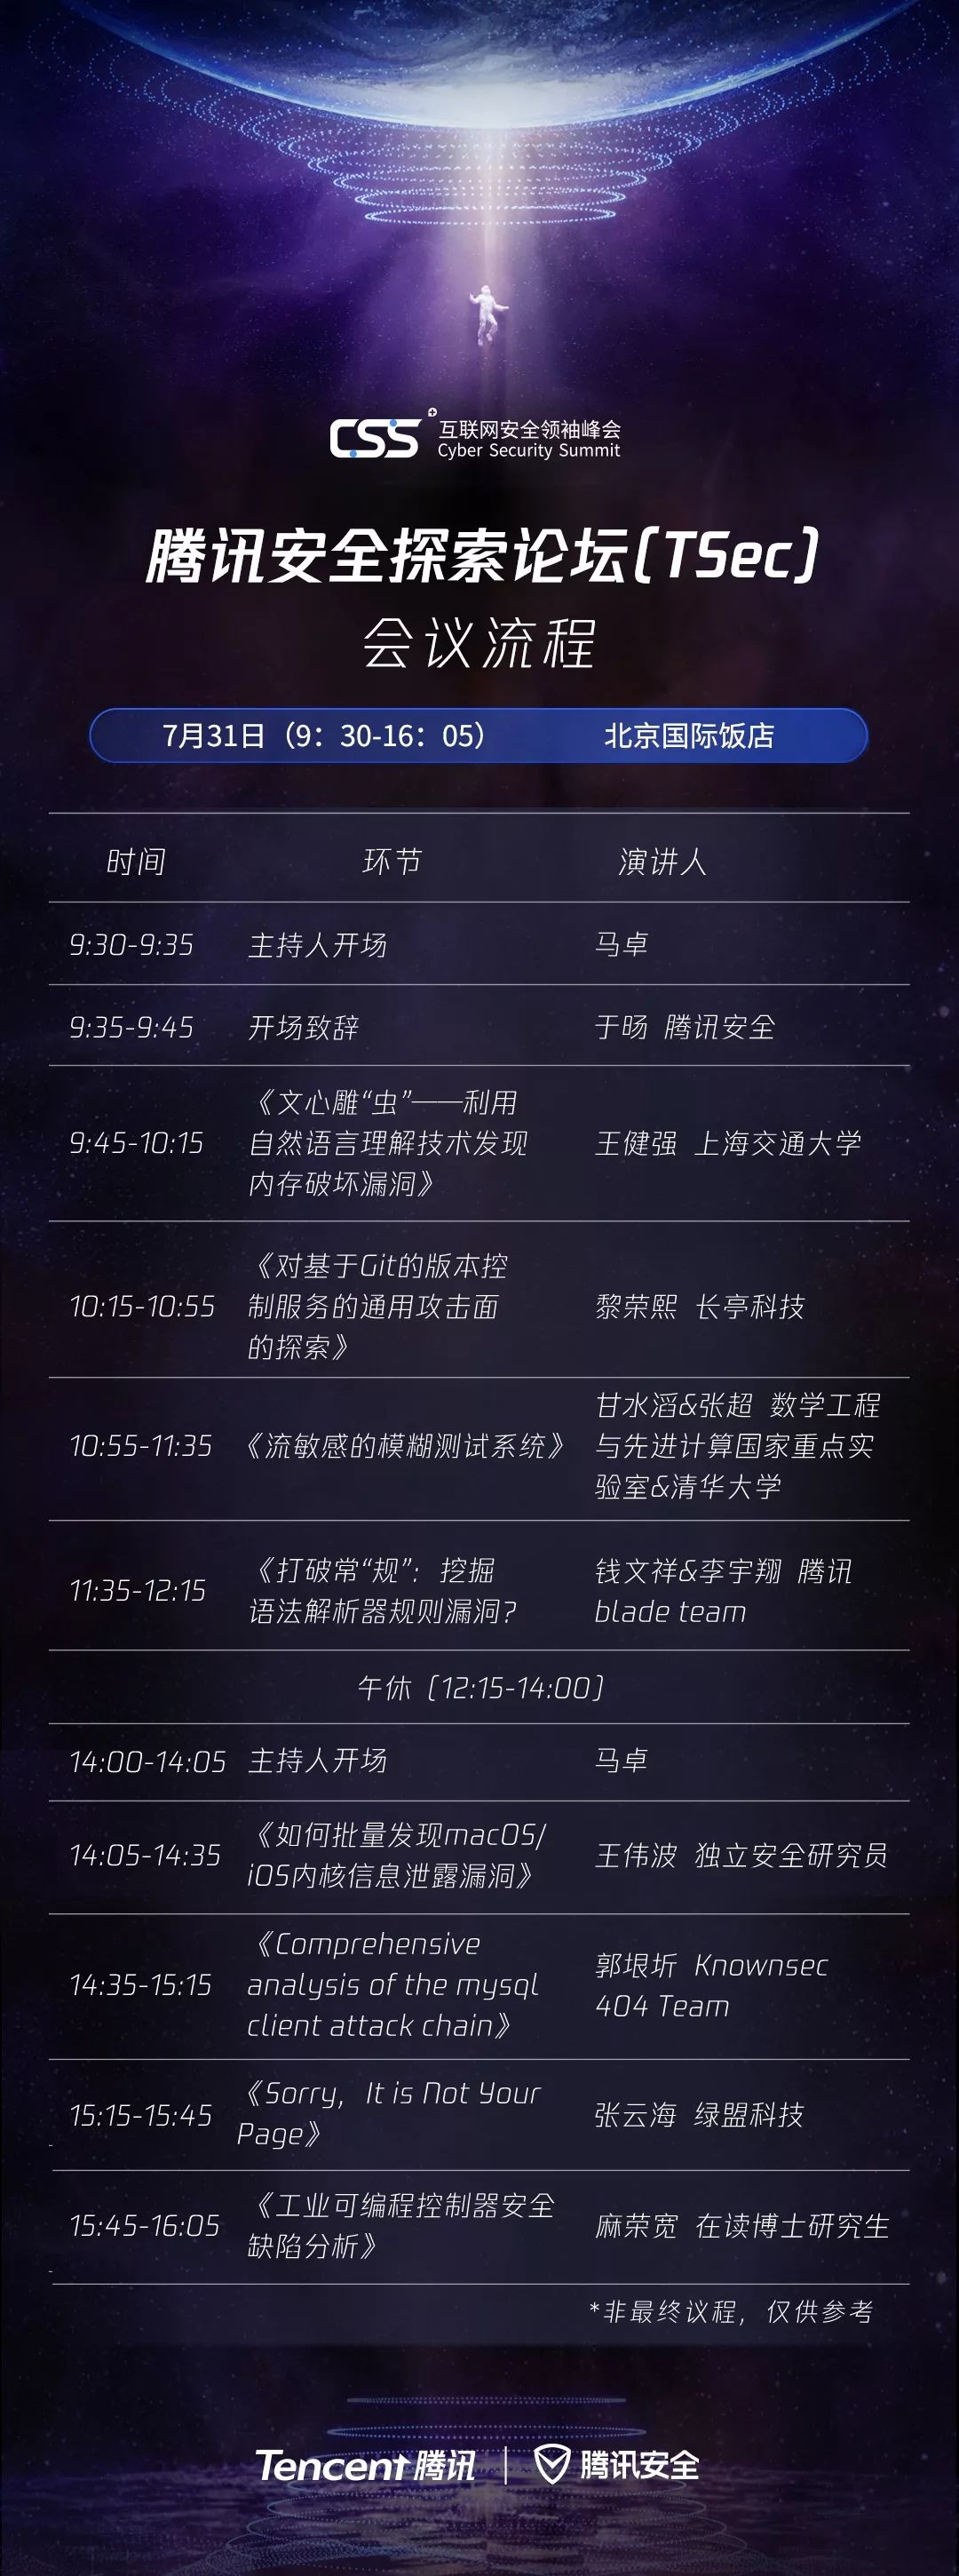 CSS 互联网安全领袖峰会
Cyber Security Summit
腾讯安全探索论坛(TSec)
会议流程
7月31日（9：30-16：05） 北京国际饭店
时间 环节 演讲人
9:30-9:35 主持人开场 马卓
9:35-9:45 开场致辞 于旸 腾讯安全
《文心雕“虫”——利用
9:45-10:15 自然语言理解技术发现 王健强 上海交通大学
内存破坏漏洞》
《对基于Git的版本控
10:15-10:55 制服务的通用攻击面 黎荣熙 长亭科技
的探索》
甘水滔&张超 数学工程
10:55-11:35 《流敏感的模糊测试系统》 与先进计算国家重点实
验室&清华大学
《打破常“规”：挖掘 钱文祥&李宇翔 腾讯
11:35-12:15
语法解析器规则漏洞? blade team
午休 (12:15-14:00)
14:00-14:05 主持人开场 马卓
《如何批量发现macOS/
14:05-14:35 王伟波 独立安全研究员
iOS内核信息泄露漏洞》
《Comprehensive
郭垠圻 Knownsec
14:35-15:15 analysis of the mysql
404 Team
client attack chain》
《Sorry, It is Not Your
15:15-15:45 张云海 绿盟科技
Page》
《工业可编程控制器安全
15:45-16:05 麻荣宽 在读博士研究生
缺陷分析》
*非最终议程，仅供参考
Tencent 腾讯 | 腾讯安全